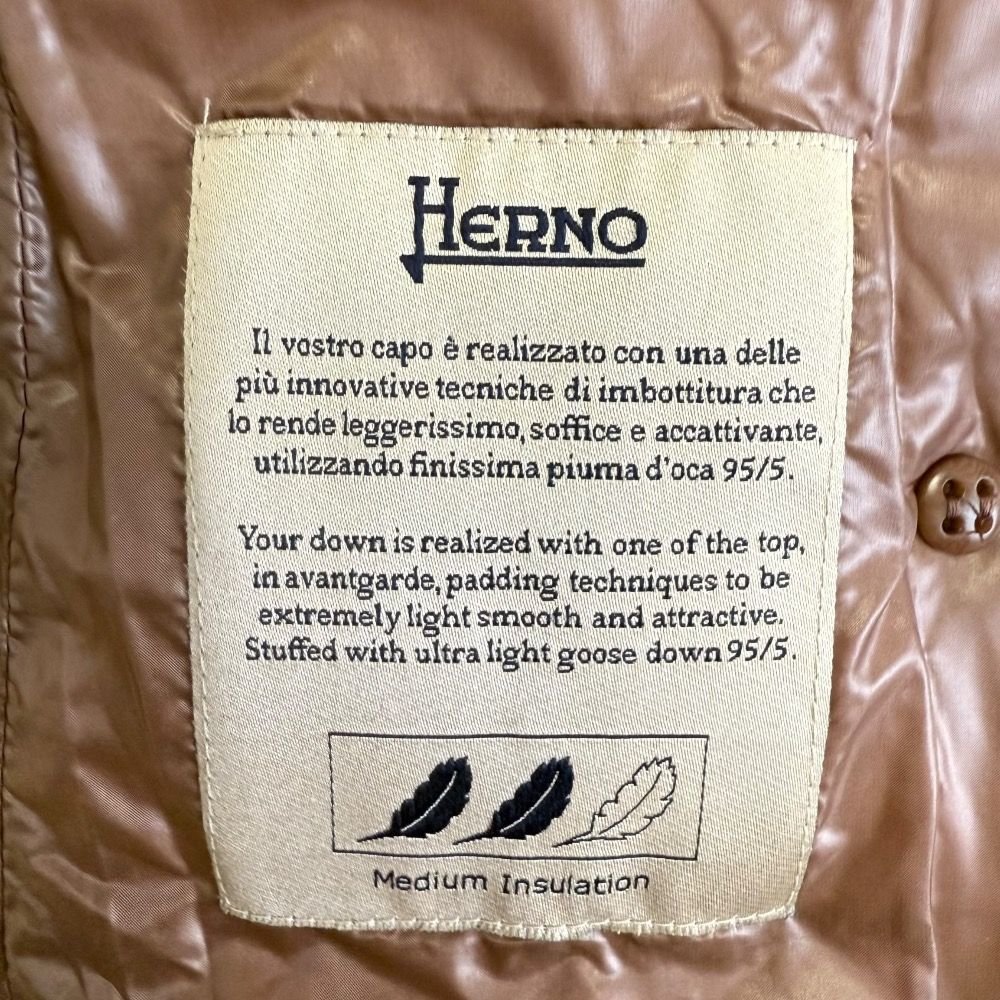 HERNO
Il vostro capo è realizzato con una delle
più innovative tecniche di imbottitura che
lo rende leggerissimo, soffice e accattivante,
utilizzando finissima piuma d'oca 95/5.
Your down is realized with one of the top,
in avantgarde, padding techniques to be
extremely light smooth and attractive.
Stuffed with ultra light goose down 95/5.
Medium Insulation